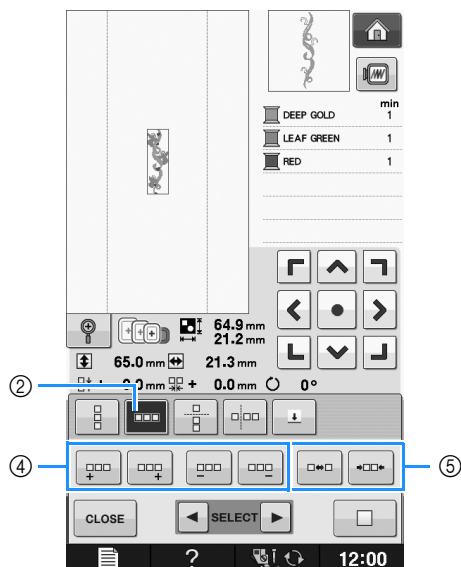 min
DEEP GOLD 1
LEAF GREEN 1
RED 1
64.9 mm
21.2 mm
65.0 mm 21.3 mm
+ 0.0 mm + 0.0 mm 0°
②
④
⑤
CLOSE SELECT
? 12:00